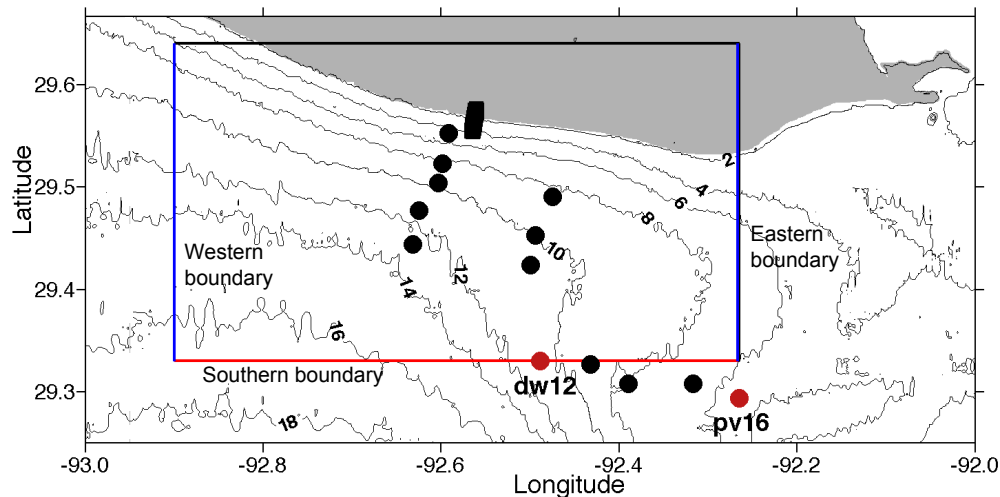 29.6
29.5
29.4
29.3
Latitude
2
4
6
8
10
12
14
16
18
Western
boundary
Eastern
boundary
Southern boundary
dw12
pv16
-93.0
-92.8
-92.6
-92.4
-92.2
-92.0
Longitude